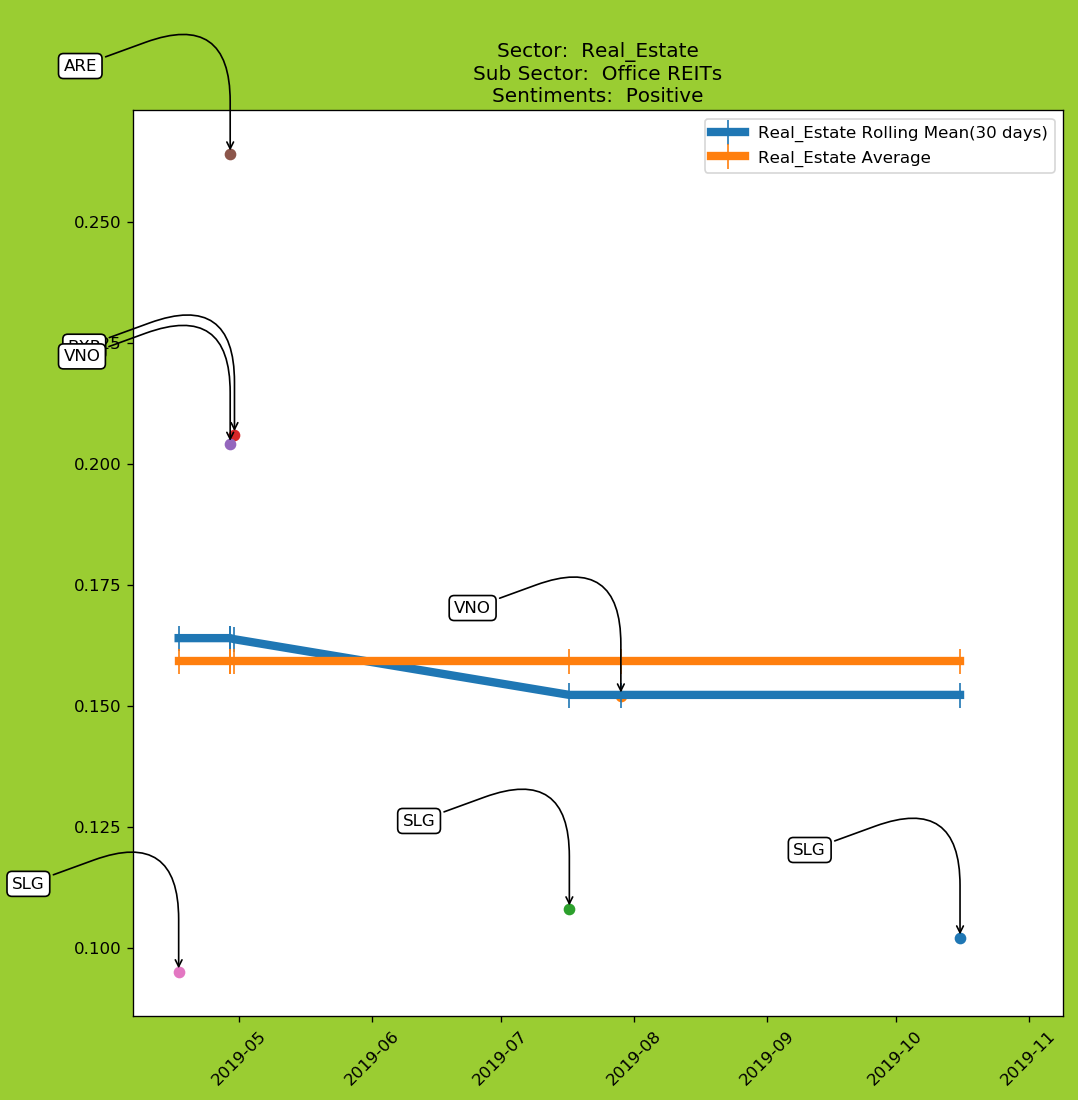 ARE
Sector: Real_Estate
Sub Sector: Office REITs
Sentiments: Positive
Real_Estate Rolling Mean(30 days)
Real_Estate Average
0.250
VNO
0.200
0.175
VNO
0.150
0.125
SLG
SLG
SLG
0.100
2019-05
2019-06
2019-07
2019-08
2019-09
2019-10
2019-11